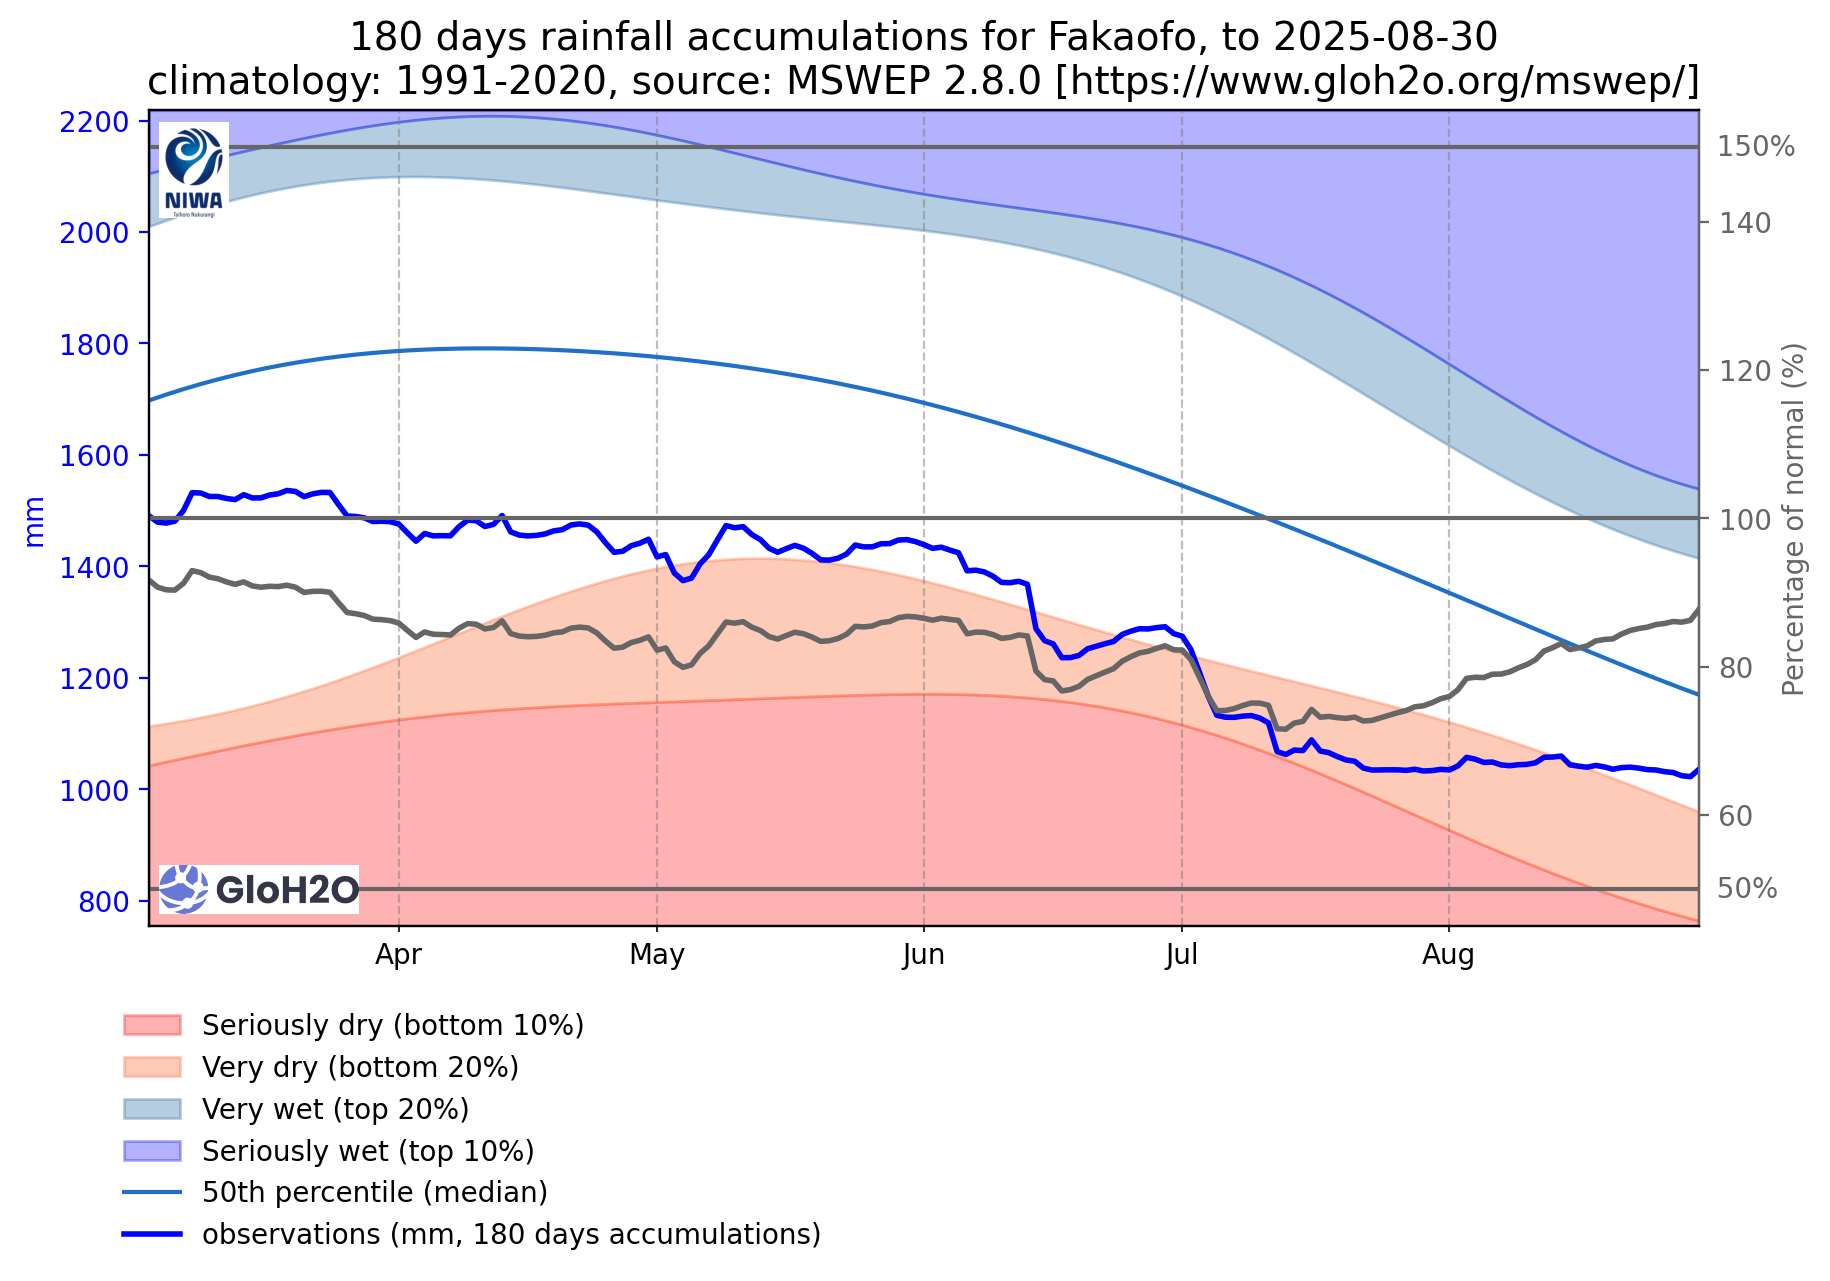 180 days rainfall accumulations for Fakaofo, to 2025-08-30
climatology: 1991-2020, source: MSWEP 2.8.0 [https://www.gloh2o.org/mswep/]
2200
2000
1800
1600
1400
1200
1000
800
mm
NIWA
Taihoro Nukurangi
GloH2O
150%
140
120
100
80
60
50%
Percentage of normal (%)
Apr
May
Jun
Jul
Aug
Seriously dry (bottom 10%)
Very dry (bottom 20%)
Very wet (top 20%)
Seriously wet (top 10%)
50th percentile (median)
observations (mm, 180 days accumulations)